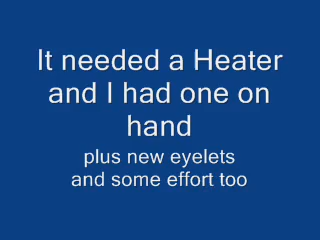 It needed a Heater
and I had one on
hand
plus new eyelets
and some effort too